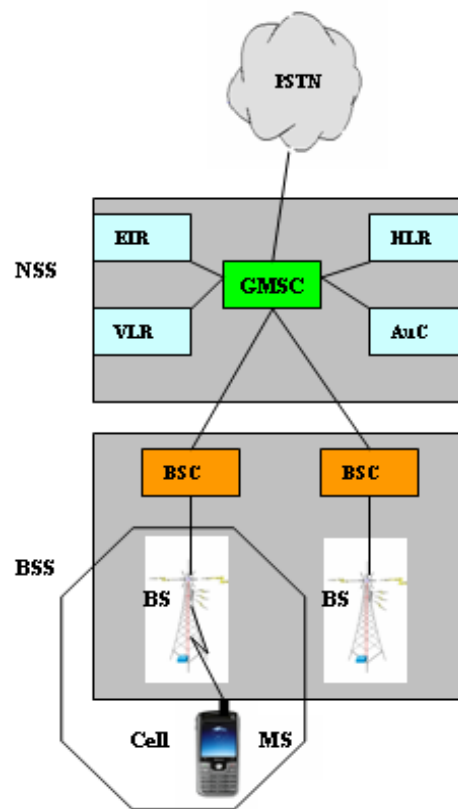 PSTN
EIR
HLR
NSS
GMSC
VLR
AuC
BSC
BSC
BSS
BS
BS
Cell
MS